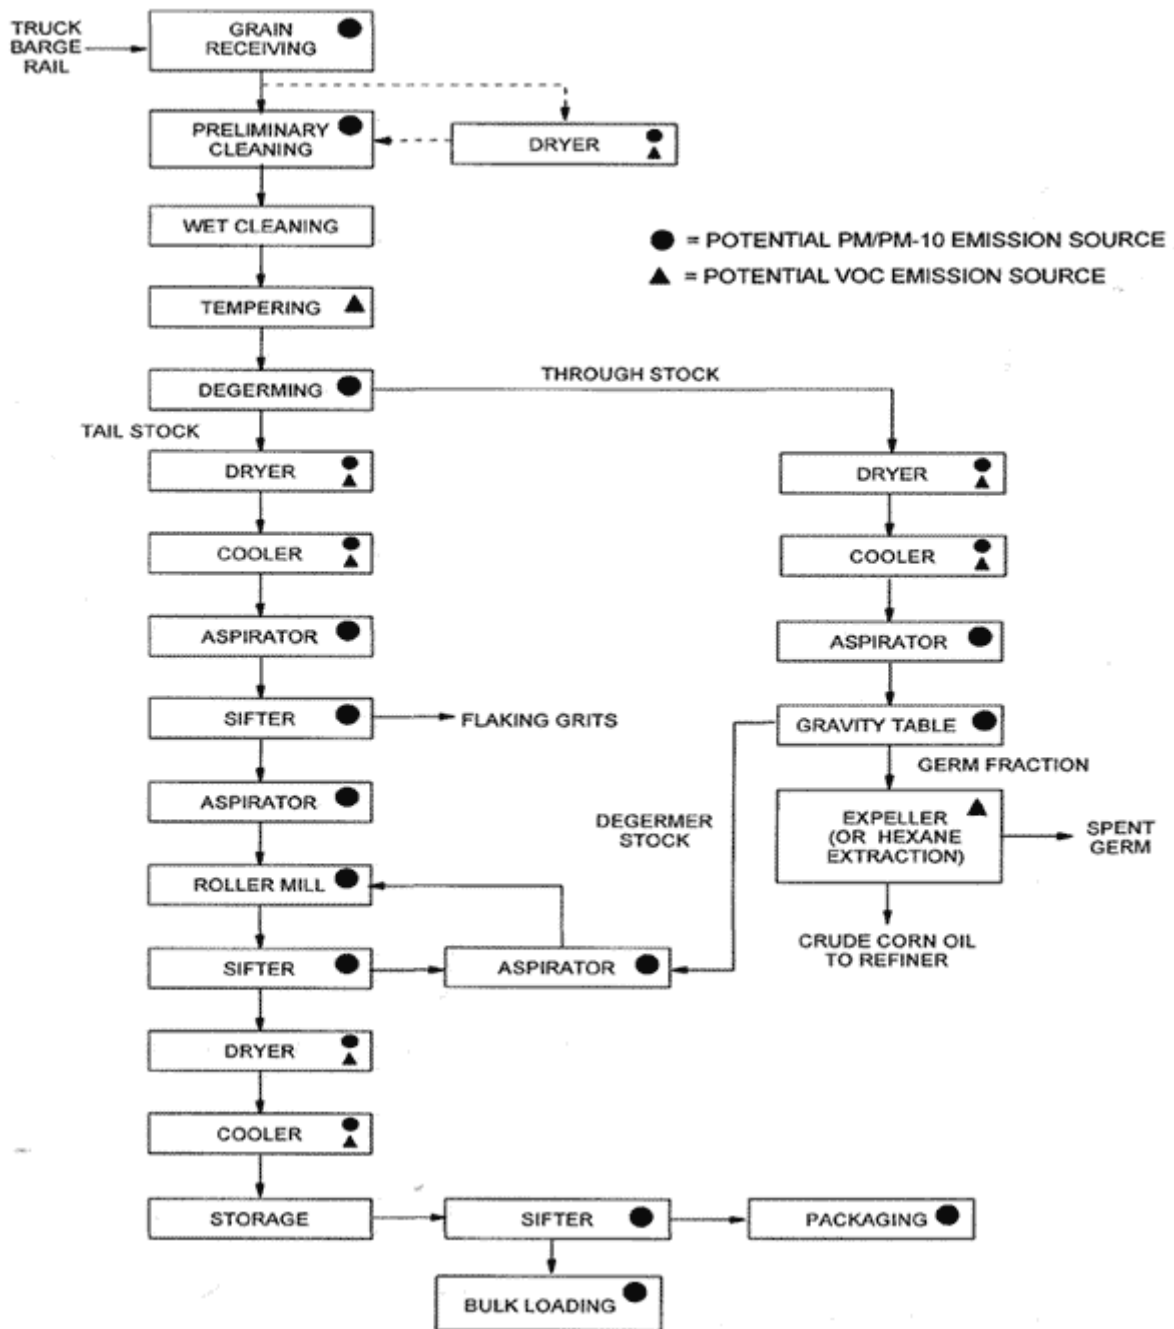 TRUCK
BARGE
RAIL
GRAIN
RECEIVING
PRELIMINARY
CLEANING
DRYER
WET CLEANING
= POTENTIAL PM/PM-10 EMISSION SOURCE
= POTENTIAL VOC EMISSION SOURCE
TEMPERING
DEGERMING
THROUGH STOCK
TAIL STOCK
DRYER
DRYER
COOLER
COOLER
ASPIRATOR
ASPIRATOR
SIFTER
FLAKING GRITS
GRAVITY TABLE
GERM FRACTION
ASPIRATOR
DEGERMER
STOCK
EXPELLER
(OR HEXANE
EXTRACTION)
SPENT
GERM
ROLLER MILL
CRUDE CORN OIL
TO REFINER
SIFTER
ASPIRATOR
DRYER
COOLER
STORAGE
SIFTER
PACKAGING
BULK LOADING